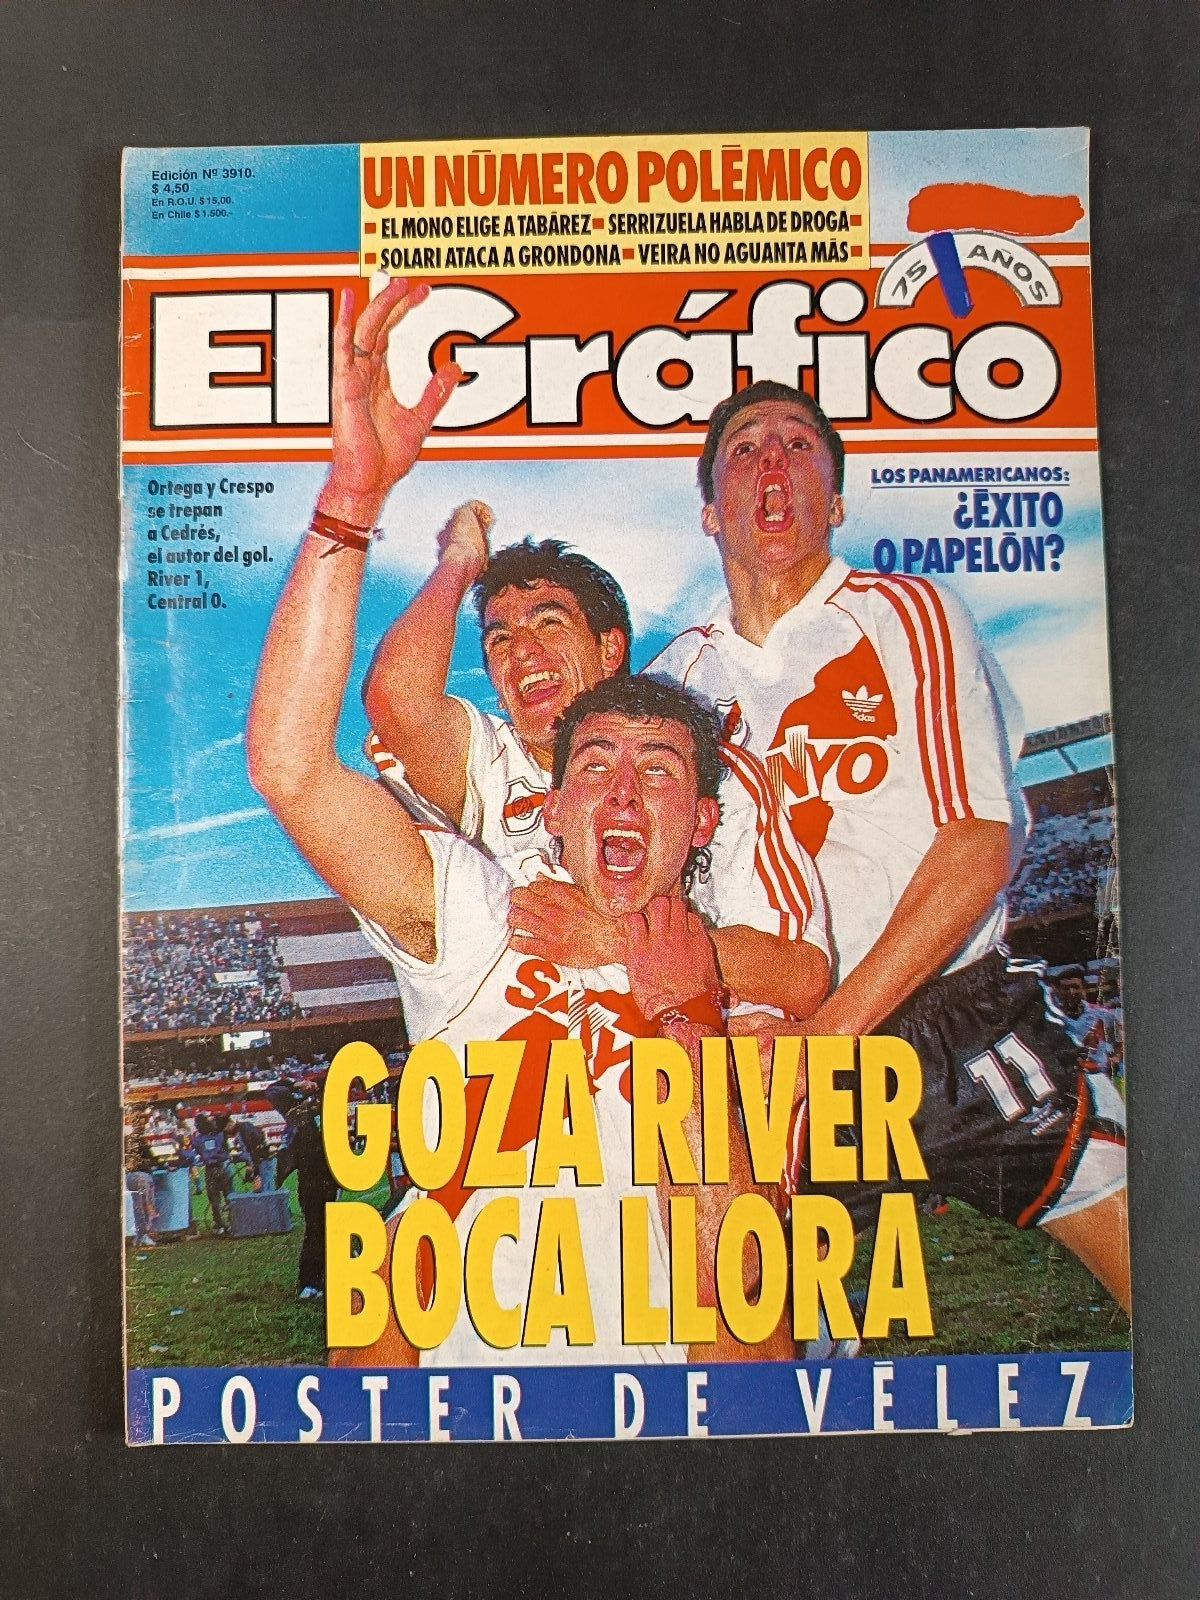 Edición Nº 3910.
$ 4,50
En R.O.U. $ 15,00.
En Chile $ 1.500.-
UN NÚMERO POLÉMICO
EL MONO ELIGE A TABÁREZ SERRIZUELA HABLA DE DROGA
SOLARI ATACA A GRONDONA VEIRA NO AGUANTA MÁS
75 AÑOS
El Gráfico
Ortega y Crespo
se trepan
a Cedrés,
el autor del gol.
River 1,
Central 0.
LOS PANAMERICANOS:
¿ÉXITO
O PAPELÓN?
adidas
NYO
SANYO
11
GOZA RIVER
BOCA LLORA
POSTER DE VÉLEZ